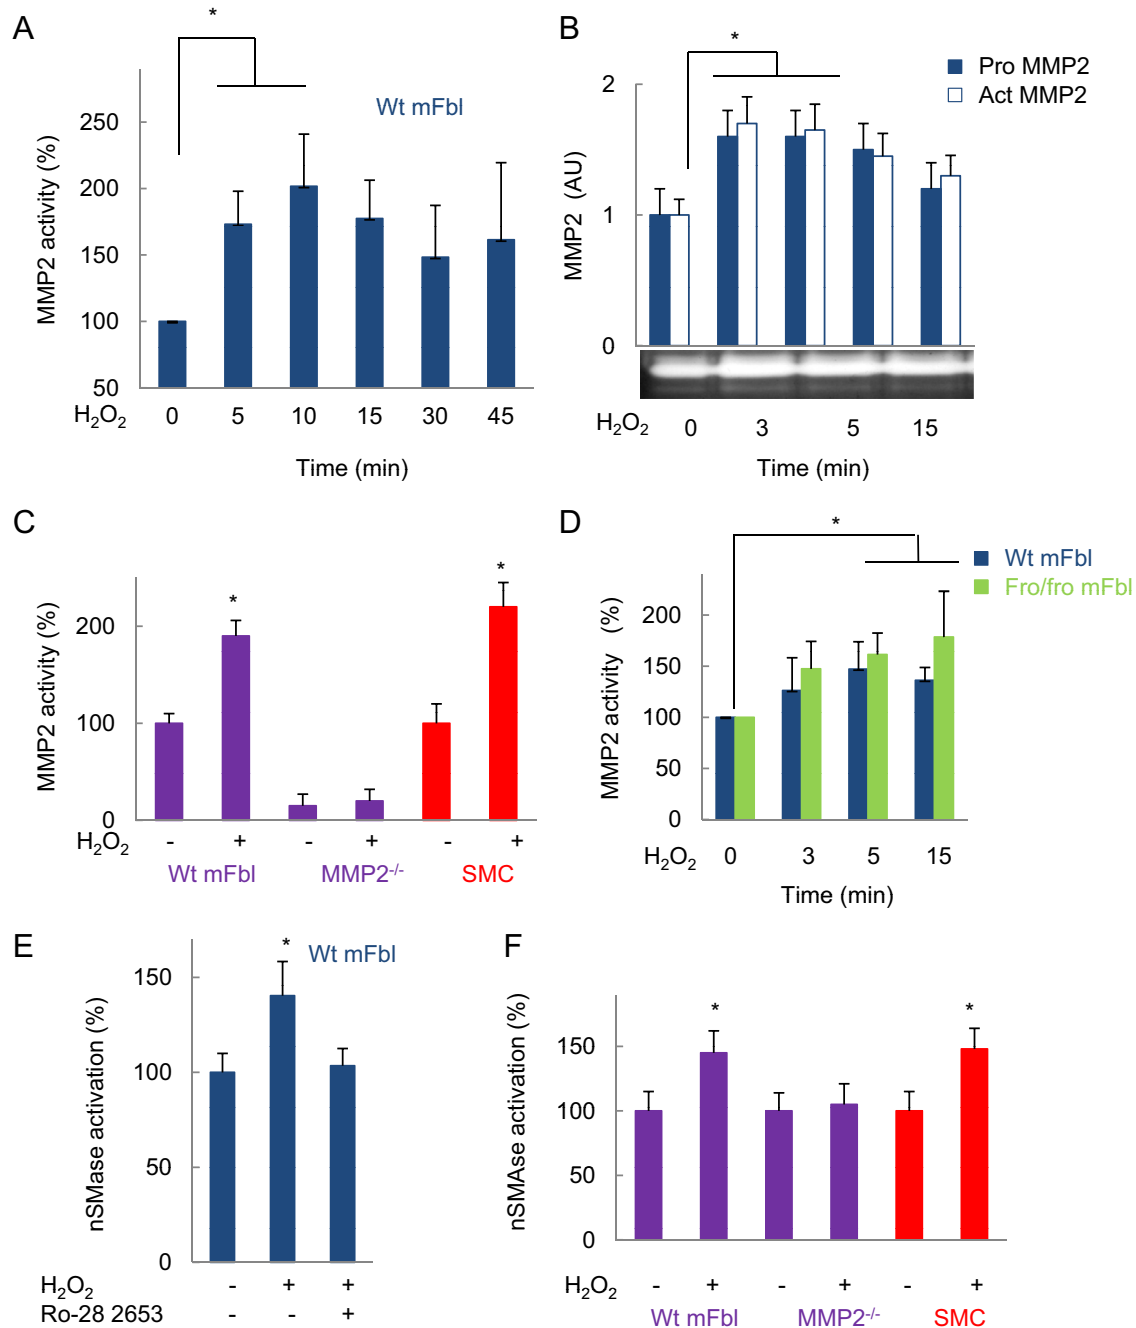 A
*
Wt mFbl
MMP2 activity (%)
250
200
150
100
50
H2O2 0 5 10 15 30 45
Time (min)
B
*
Pro MMP2
Act MMP2
MMP2 (AU)
2
1
0
H2O2 0 3 5 15
Time (min)
C
MMP2 activity (%)
200
100
0
* *
H2O2 - + - + - +
Wt mFbl MMP2-/- SMC
D
*
Wt mFbl
Fro/fro mFbl
MMP2 activity (%)
200
150
100
50
0
H2O2 0 3 5 15
Time (min)
E
*
Wt mFbl
nSMase activation (%)
150
100
50
0
H2O2 - + +
Ro-28 2653 - - +
F
nSMAse activation (%)
* *
150
100
50
0
H2O2 - + - + - +
Wt mFbl MMP2-/- SMC